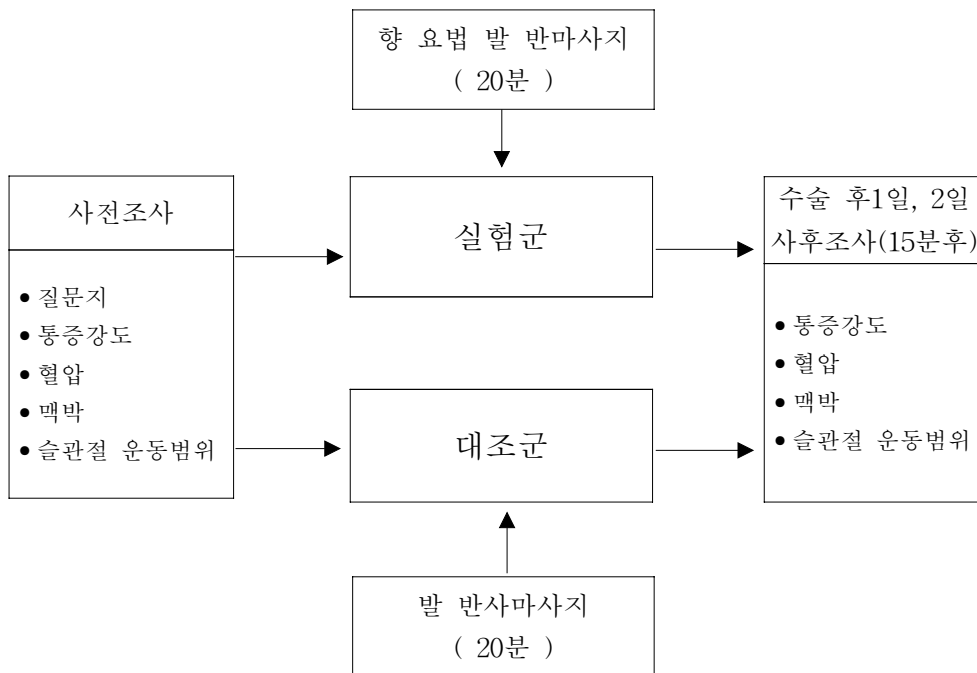 향 요법 발 반마사지
( 20분 )
사전조사
● 질문지
● 통증강도
● 혈압
● 맥박
● 슬관절 운동범위
실험군
대조군
수술 후1일, 2일
사후조사(15분후)
● 통증강도
● 혈압
● 맥박
● 슬관절 운동범위
발 반사마사지
( 20분 )